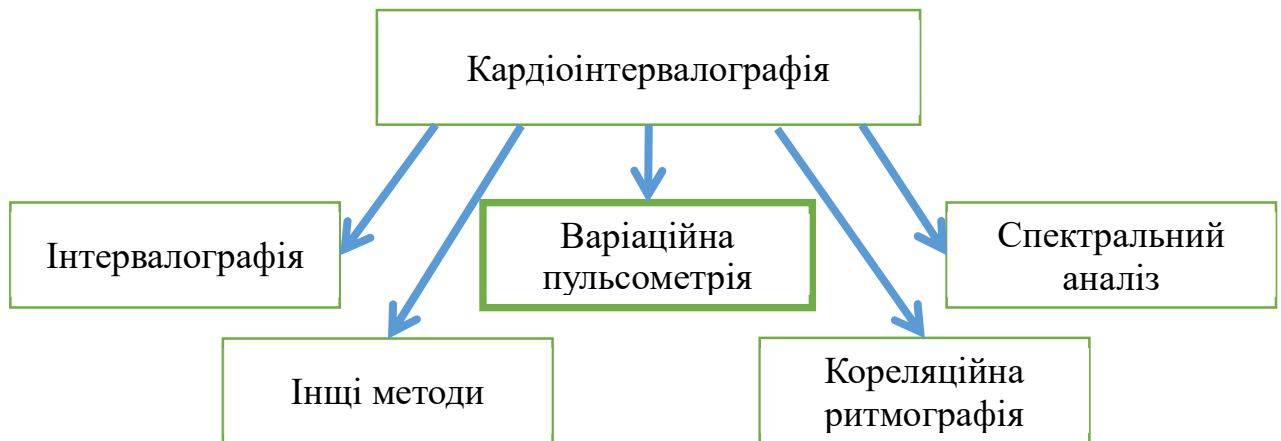 Кардіоінтервалографія
Інтервалографія
Варіаційна
пульсометрія
Спектральний
аналіз
Інщі методи
Кореляційна
ритмографія